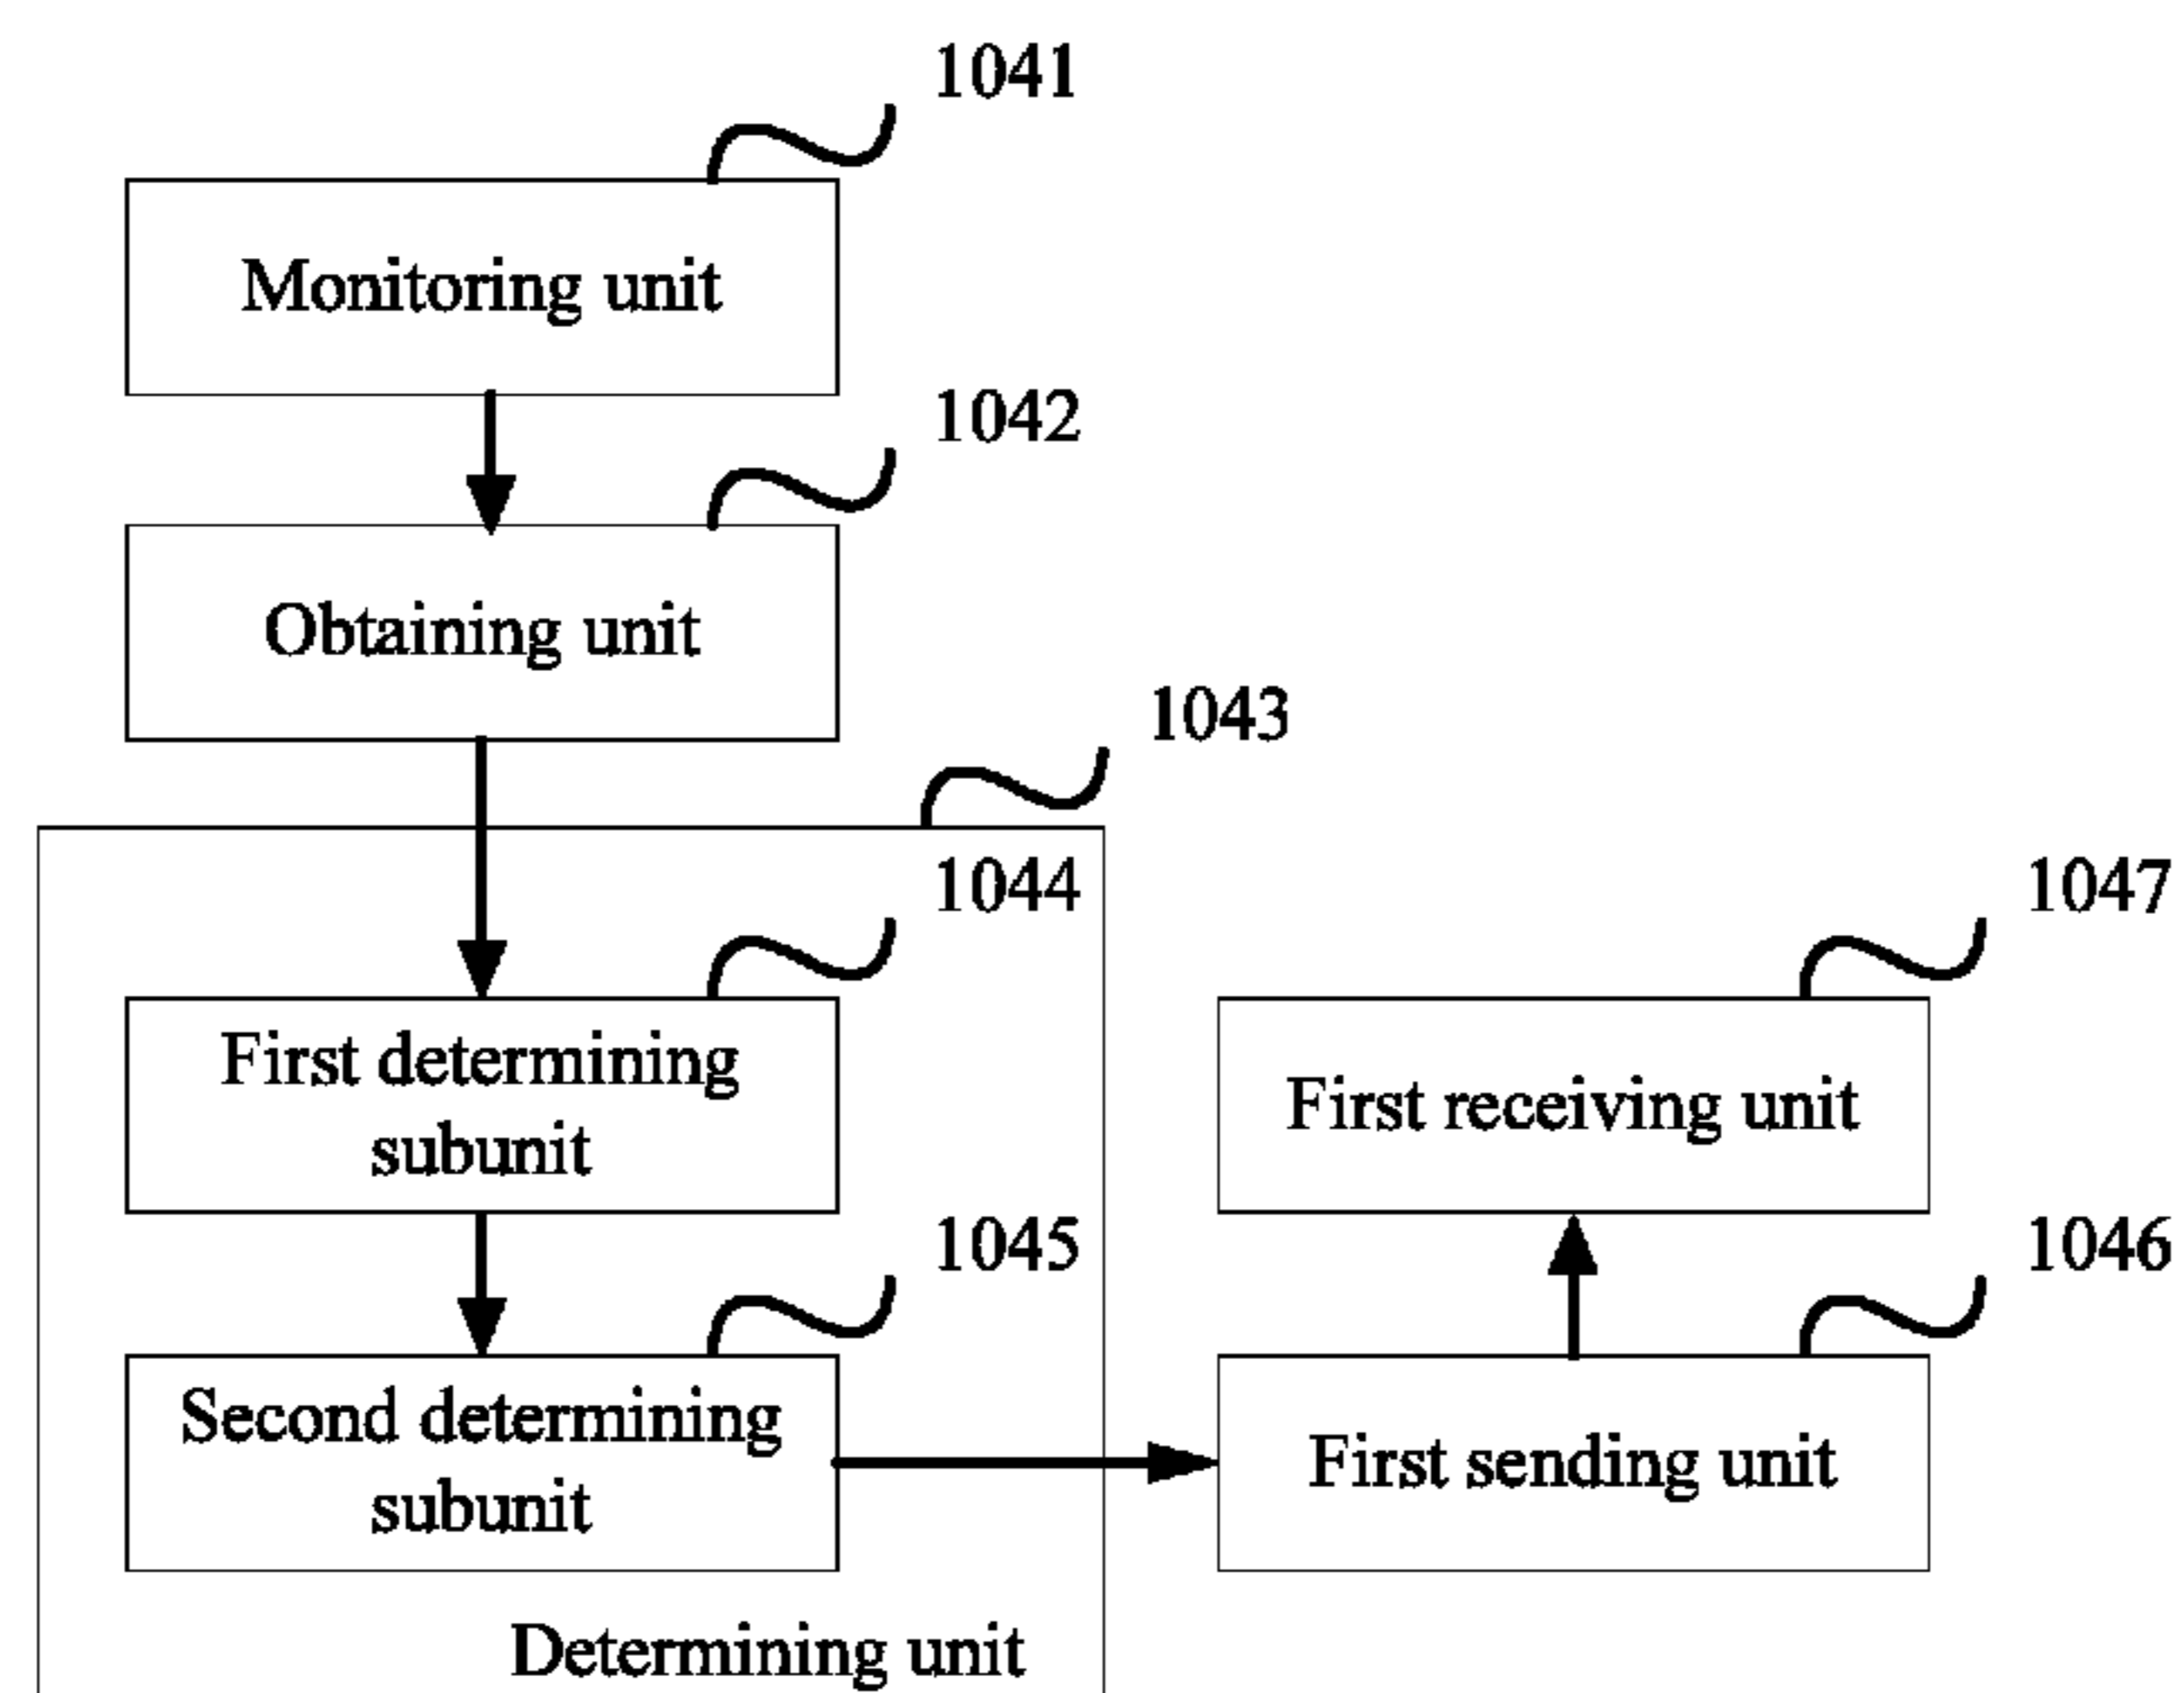 1041
Monitoring unit
1042
Obtaining unit
1043
1044
First determining
subunit
1045
Second determining
subunit
Determining unit
1047
First receiving unit
1046
First sending unit